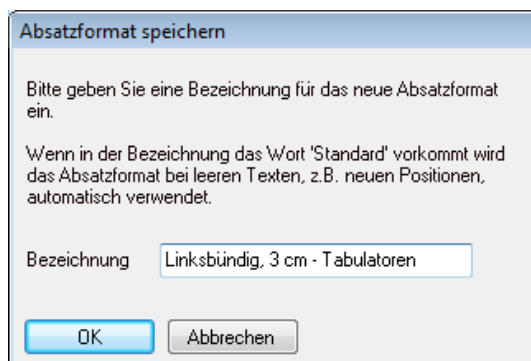 Absatzformat speichern
Bitte geben Sie eine Bezeichnung für das neue Absatzformat
ein.
Wenn in der Bezeichnung das Wort 'Standard' vorkommt wird
das Absatzformat bei leeren Texten, z.B. neuen Positionen,
automatisch verwendet.
Bezeichnung Linksbündig, 3 cm - Tabulatoren
OK Abbrechen